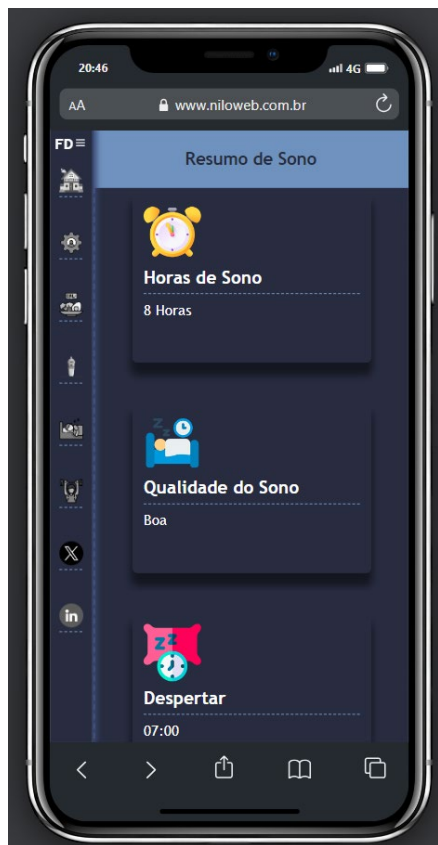 20:46
4G
AA
www.niloweb.com.br
FD
Resumo de Sono
Horas de Sono
8 Horas
Z Z
Qualidade do Sono
Boa
X
in
Z Z
Despertar
07:00